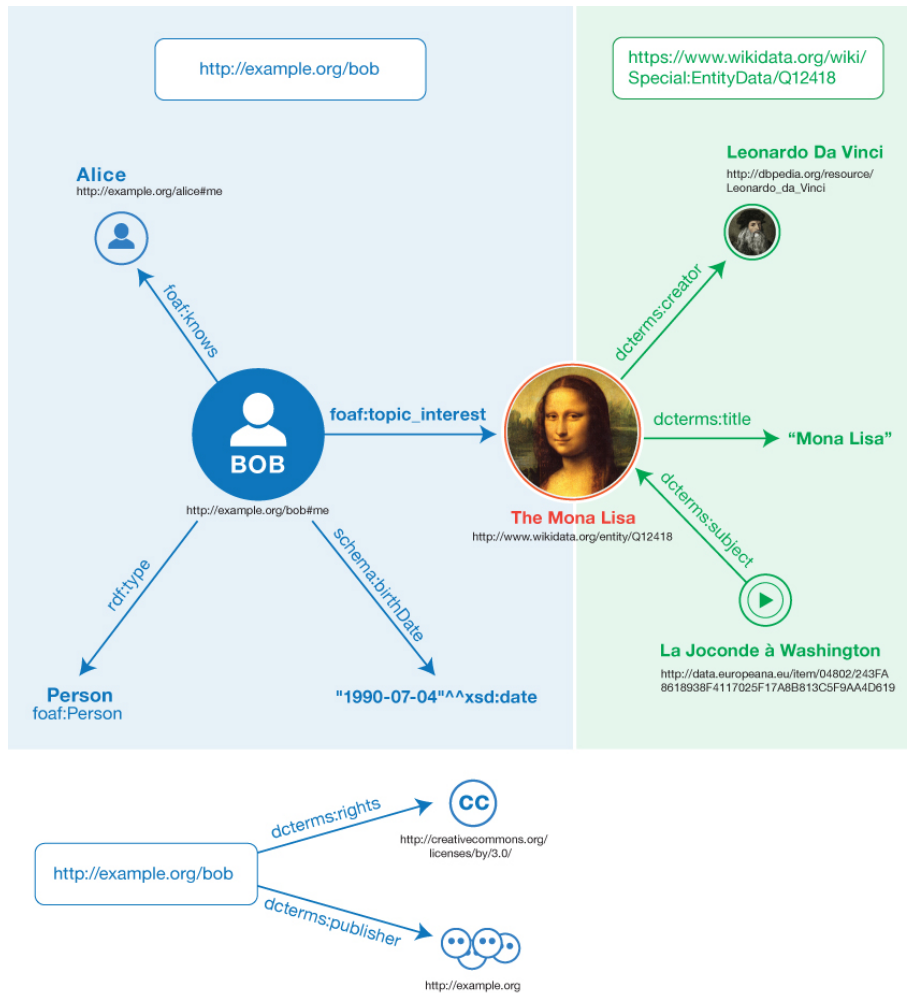 http://example.org/bob
https://www.wikidata.org/wiki/
Special:EntityData/Q12418
Alice
http://example.org/alice#me
Leonardo Da Vinci
http://dbpedia.org/resource/
Leonardo_da_Vinci
foaf:knows
dcterms:creator
foaf:topic_interest
BOB
http://example.org/bob#me
dcterms:title
“Mona Lisa”
The Mona Lisa
http://www.wikidata.org/entity/Q12418
dcterms:subject
rdf:type
schema:birthDate
La Joconde à Washington
http://data.europeana.eu/item/04802/243FA
8618938F4117025F17A8B813C5F9AA4D619
Person
foaf:Person
"1990-07-04"^^xsd:date
dcterms:rights
cc
http://creativecommons.org/
licenses/by/3.0/
http://example.org/bob
dcterms:publisher
http://example.org